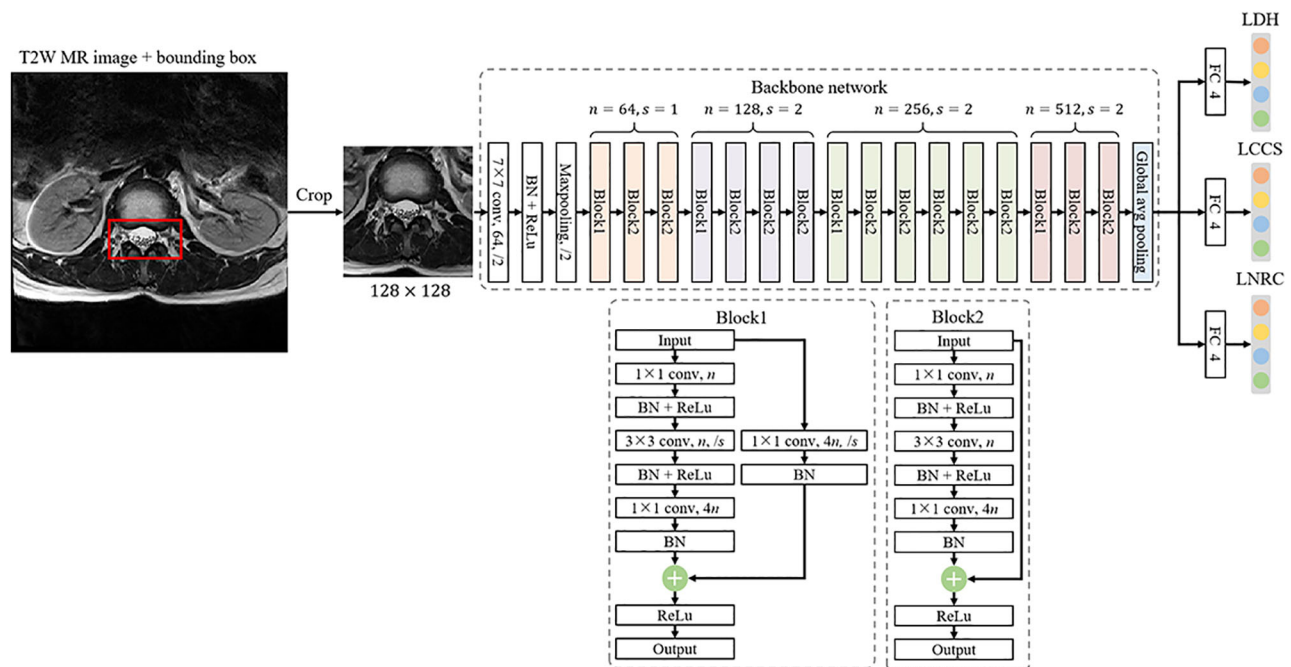 T2W MR image + bounding box
Crop
128 × 128
Backbone network
n = 64, s = 1
n = 128, s = 2
n = 256, s = 2
n = 512, s = 2
7×7 conv, 64, /2
BN + ReLu
Maxpooling, /2
Block1
Block2
Block2
Block1
Block2
Block2
Block2
Block1
Block2
Block2
Block2
Block2
Block2
Block1
Block2
Block2
Global avg pooling
FC 4
LDH
FC 4
LCCS
FC 4
LNRC
Block1
Input
1×1 conv, n
BN + ReLu
3×3 conv, n, /s
1×1 conv, 4n, /s
BN + ReLu
BN
1×1 conv, 4n
BN
+
ReLu
Output
Block2
Input
1×1 conv, n
BN + ReLu
3×3 conv, n
BN + ReLu
1×1 conv, 4n
BN
+
ReLu
Output